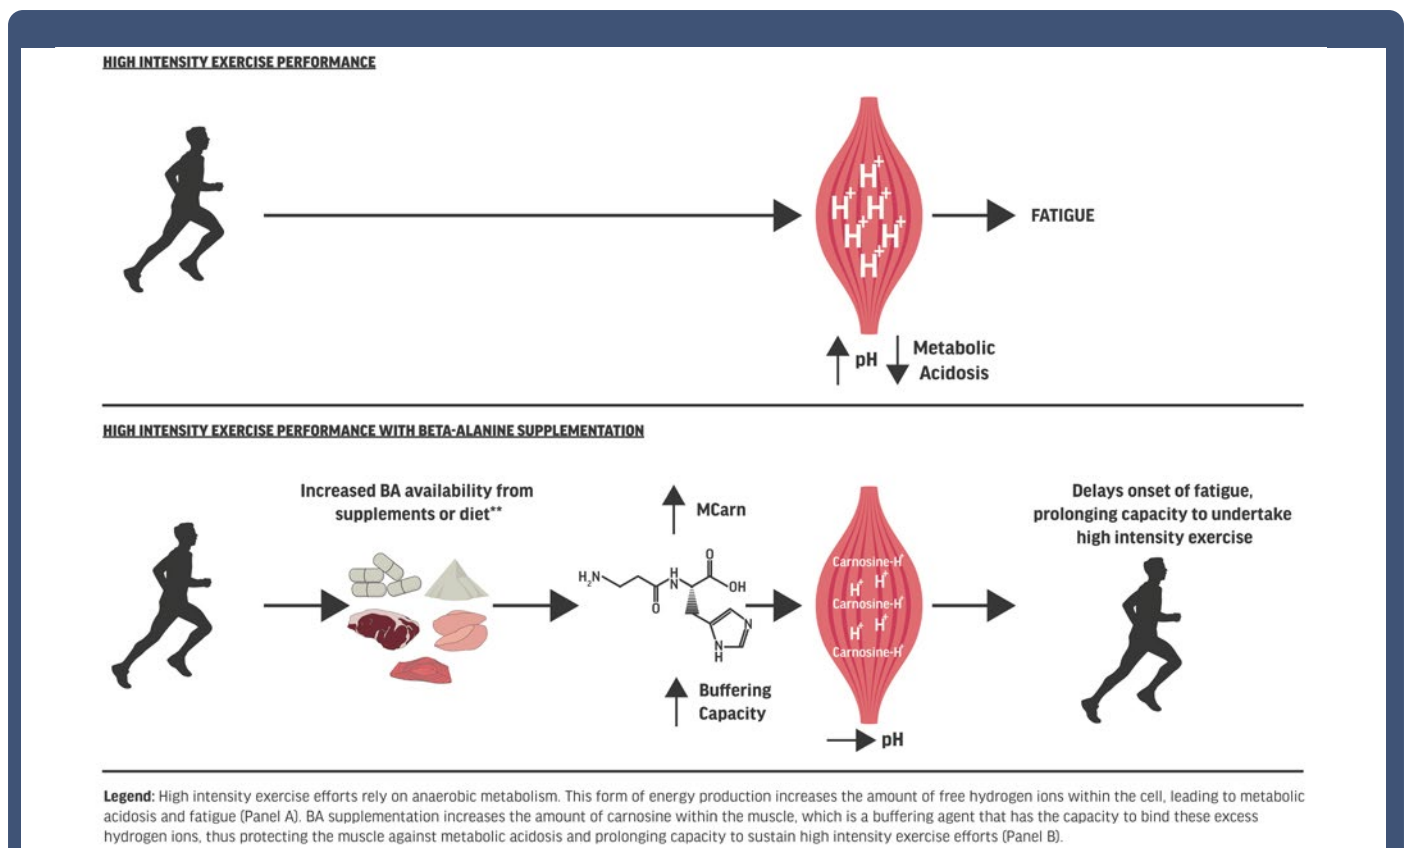 HIGH INTENSITY EXERCISE PERFORMANCE
H+
H+
H+
H+
H+
H+
FATIGUE
pH
Metabolic
Acidosis
HIGH INTENSITY EXERCISE PERFORMANCE WITH BETA-ALANINE SUPPLEMENTATION
Increased BA availability from
supplements or diet**
MCarn
H2N
O
H
N
O
OH
N
N
H
Buffering
Capacity
Carnosine-H+
H+
H+
Carnosine-H+
H+
H+
Carnosine-H+
pH
Delays onset of fatigue,
prolonging capacity to undertake
high intensity exercise
Legend: High intensity exercise efforts rely on anaerobic metabolism. This form of energy production increases the amount of free hydrogen ions within the cell, leading to metabolic
acidosis and fatigue (Panel A). BA supplementation increases the amount of carnosine within the muscle, which is a buffering agent that has the capacity to bind these excess
hydrogen ions, thus protecting the muscle against metabolic acidosis and prolonging capacity to sustain high intensity exercise efforts (Panel B).